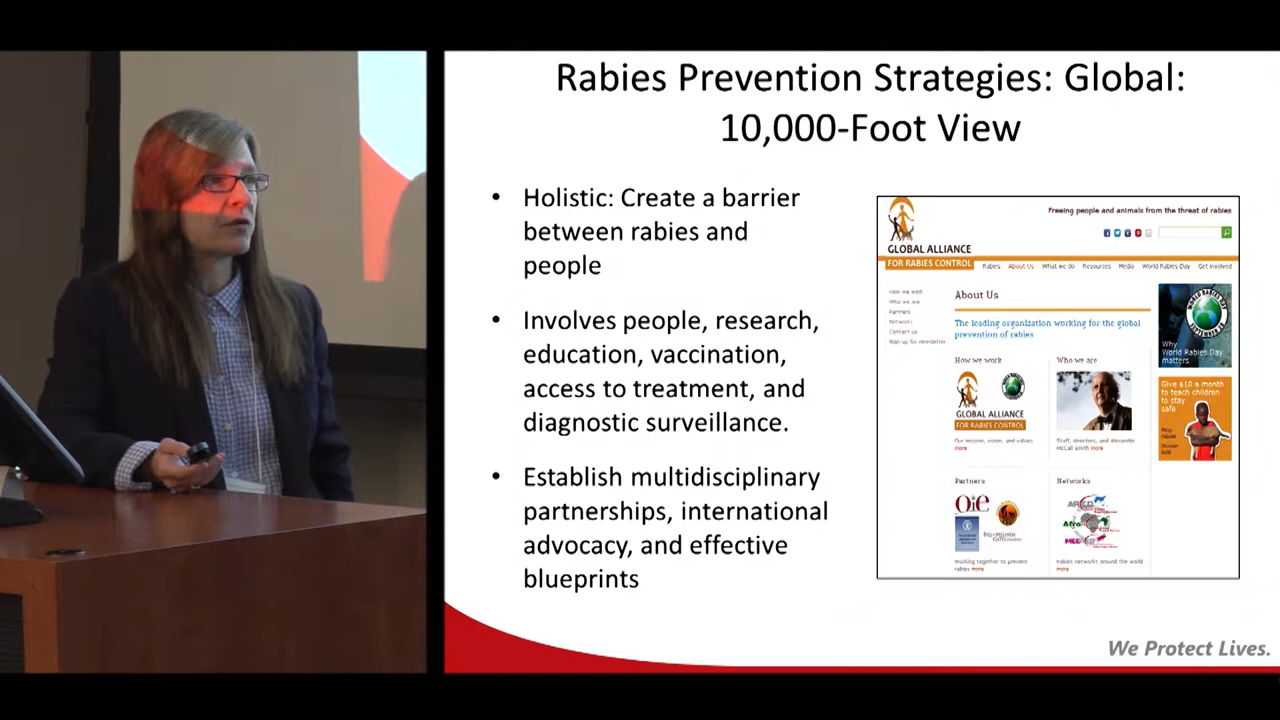 Rabies Prevention Strategies: Global:
10,000-Foot View
• Holistic: Create a barrier
between rabies and
people
• Involves people, research,
education, vaccination,
access to treatment, and
diagnostic surveillance.
• Establish multidisciplinary
partnerships, international
advocacy, and effective
blueprints
Freeing people and animals from the threat of rabies
GLOBAL ALLIANCE
FOR RABIES CONTROL
Rabies About Us What we do Resources Media World Rabies Day Get Involved
How we work
Who we are
Partners
Networks
Contact us
Sign up for newsletter
About Us
The leading organization working for the global
prevention of rabies
How we work
Who we are
GLOBAL ALLIANCE
FOR RABIES CONTROL
Our mission, vision, and values
more
Staff, directors, and Alexander
McCall Smith more
Partners
Networks
Oie
Working together to prevent
rabies more
Rabies networks around the world
more
WORLD RABIES DAY
Why
World Rabies Day
matters
Give $10 a month
to teach children
to stay
safe
We Protect Lives.